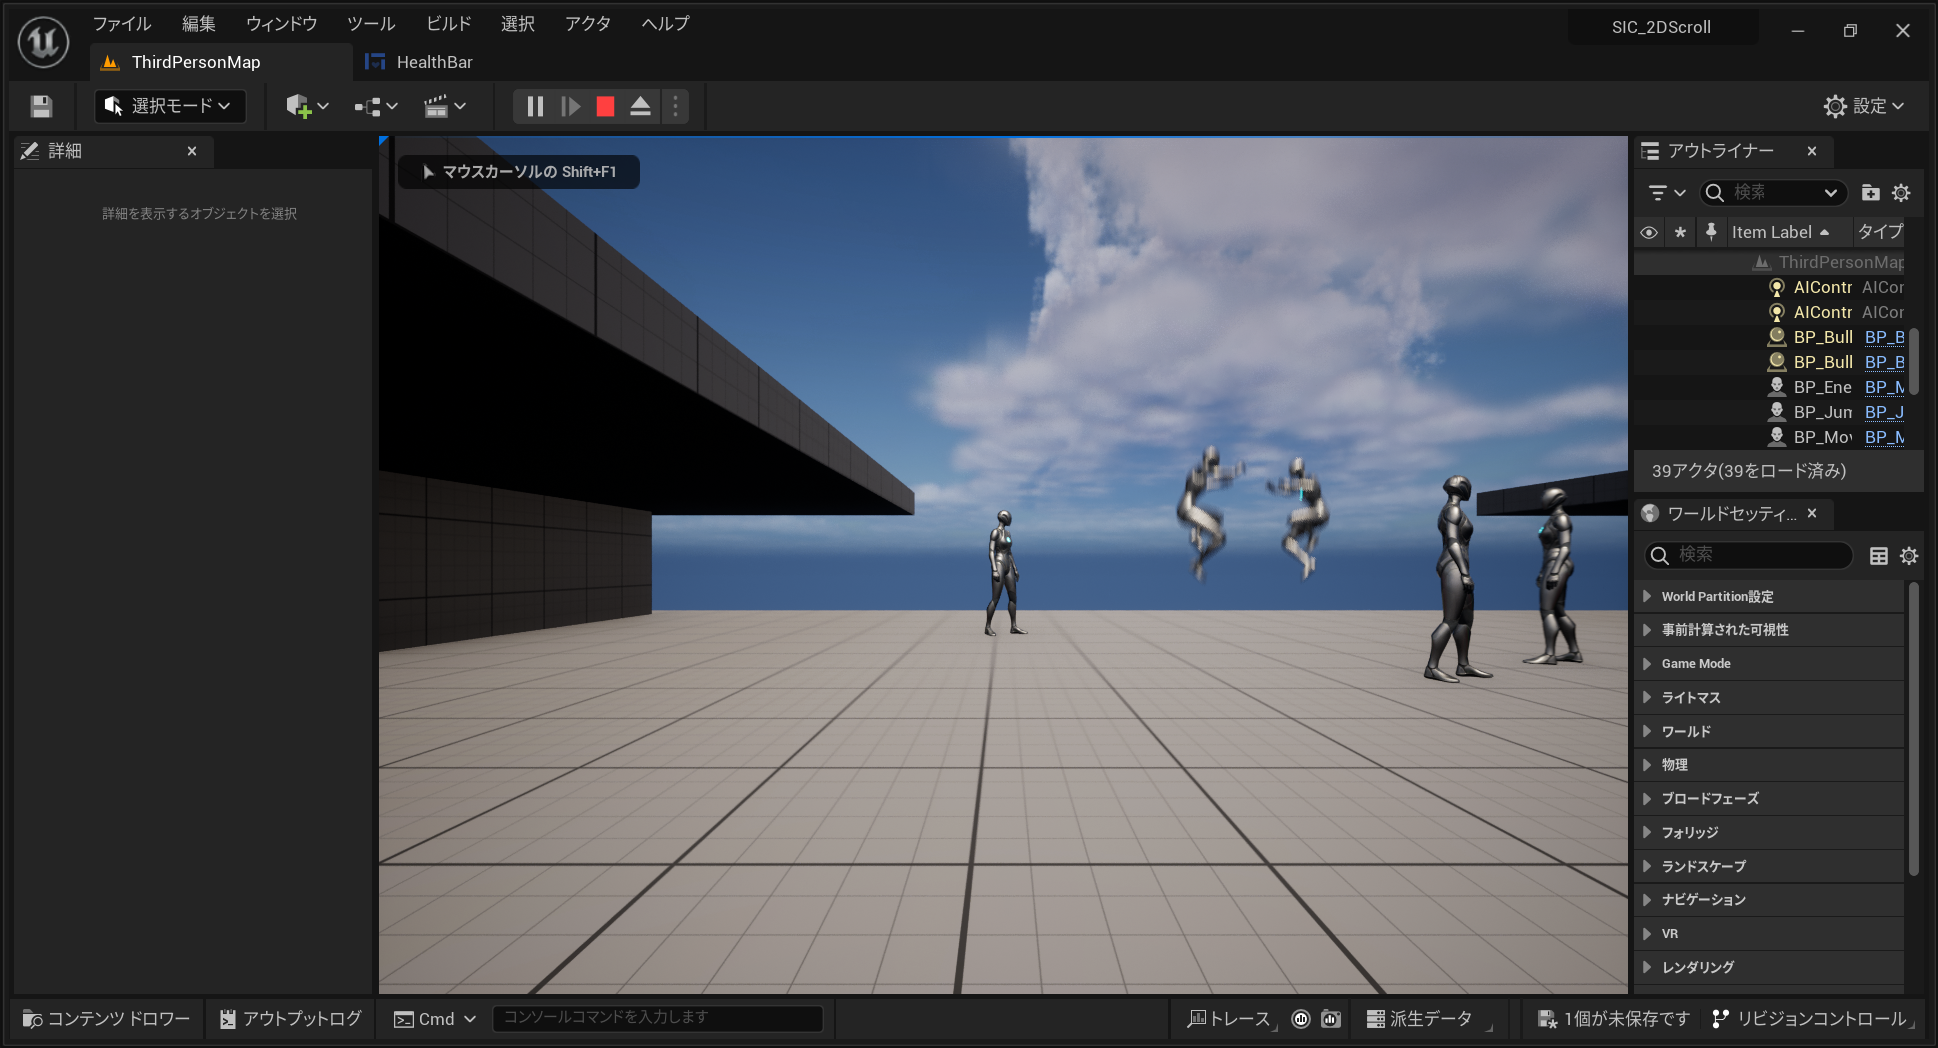 ファイル 編集 ウィンドウ ツール ビルド 選択 アクタ ヘルプ
SIC_2DScroll
ThirdPersonMap
HealthBar
選択モード
設定
詳細
詳細を表示するオブジェクトを選択
マウスカーソルの Shift+F1
アウトライナー
検索
Item Label タイプ
ThirdPersonMap
AIContr AICor
AIContr AICor
BP_Bull BP_B
BP_Bull BP_B
BP_Ene BP_M
BP_Jum BP_J
BP_Mov BP_M
39アクタ(39をロード済み)
ワールドセッティ...
検索
World Partition設定
事前計算された可視性
Game Mode
ライトマス
ワールド
物理
ブロードフェーズ
フォリッジ
ランドスケープ
ナビゲーション
VR
レンダリング
コンテンツ ドロワー
アウトプットログ
Cmd
コンソールコマンドを入力します
トレース
派生データ
1個が未保存です
リビジョンコントロール